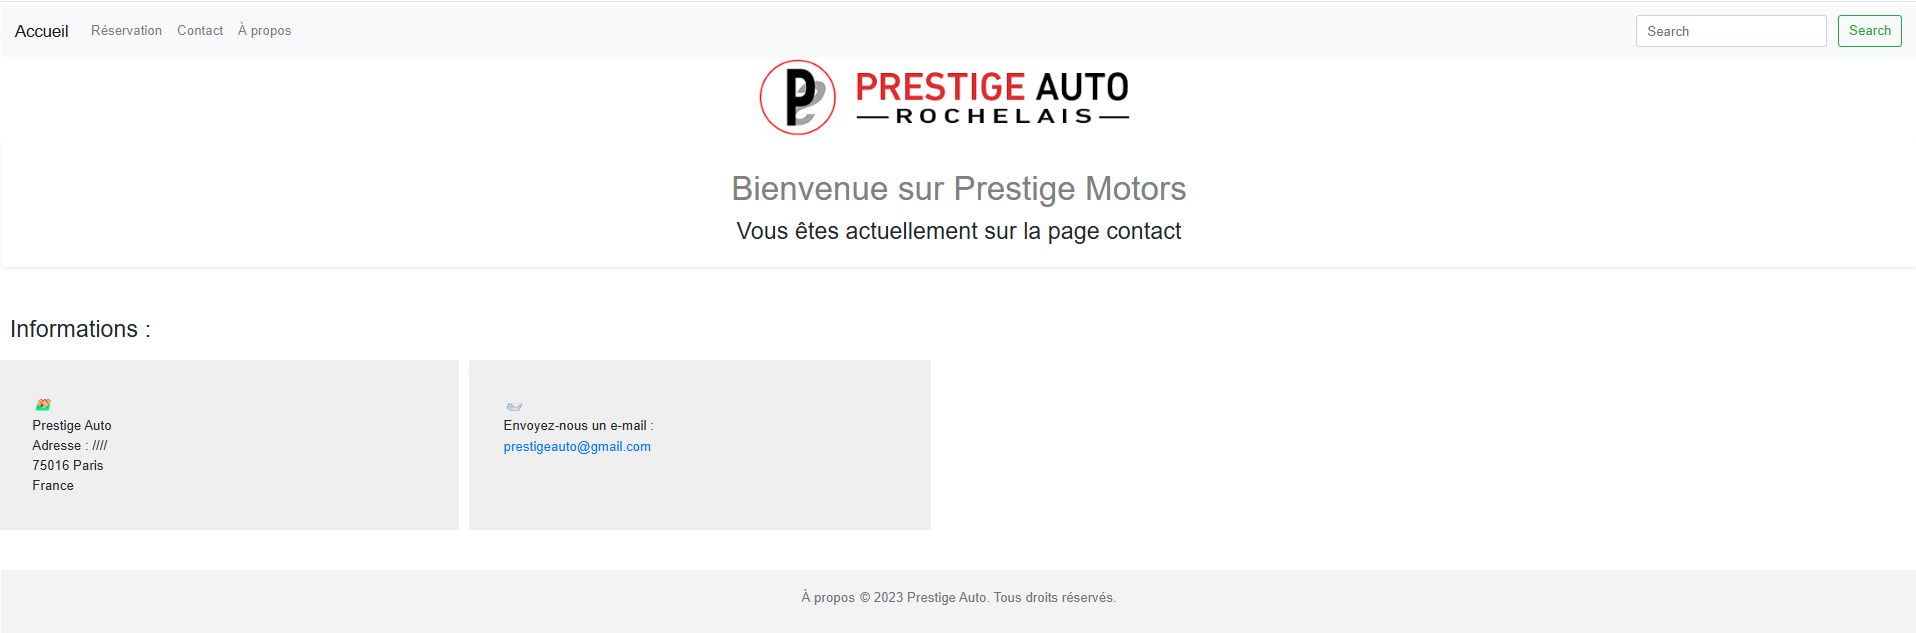 Accueil Réservation Contact À propos Search Search
PRESTIGE AUTO
ROCHELAIS
Bienvenue sur Prestige Motors
Vous êtes actuellement sur la page contact
Informations :
Prestige Auto
Adresse : ////
75016 Paris
France
Envoyez-nous un e-mail :
prestigeauto@gmail.com
À propos © 2023 Prestige Auto. Tous droits réservés.